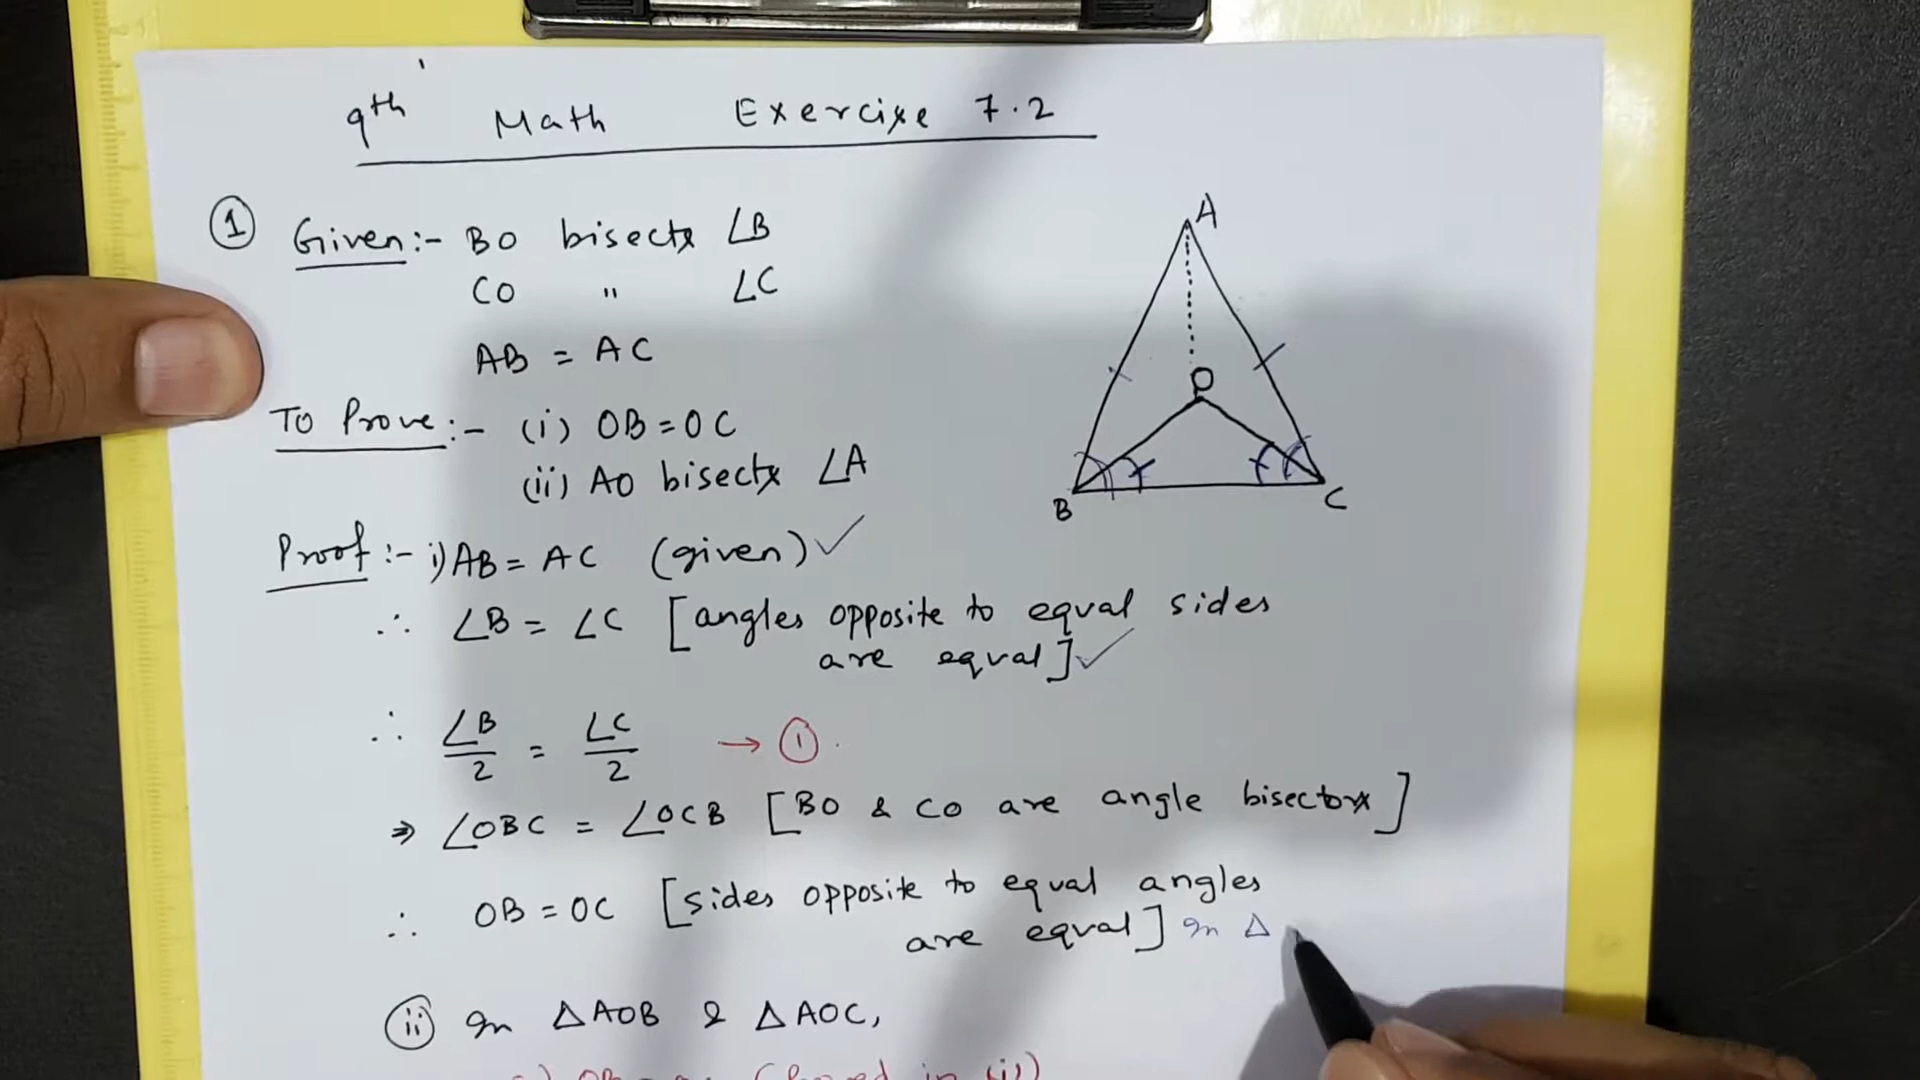 9th Math Exercise 7.2
① Given:- BO bisects ∠B
CO " ∠C
AB = AC
To Prove:- (i) OB = OC
(ii) AO bisects ∠A
A
O
B
C
Proof:- i) AB = AC (given) ✓
∴ ∠B = ∠C [angles opposite to equal sides
are equal] ✓
∴ ∠B/2 = ∠C/2 → ①
⇒ ∠OBC = ∠OCB [BO & CO are angle bisectors]
∴ OB = OC [sides opposite to equal angles
are equal] In Δ
(ii) In ΔAOB & ΔAOC,
in (i))